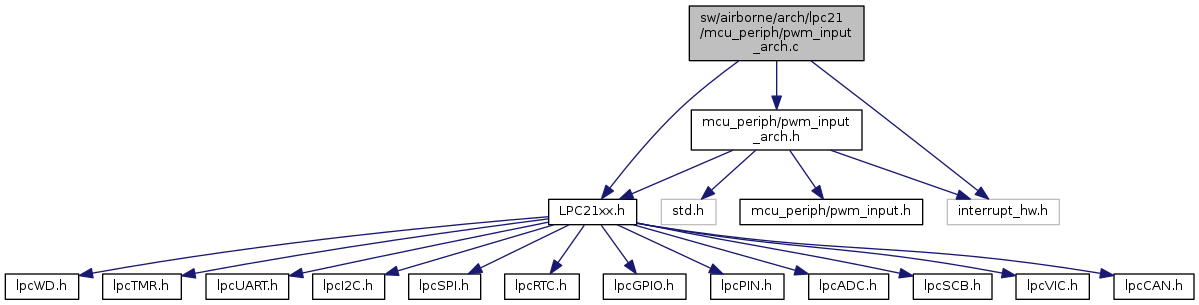 sw/airborne/arch/lpc21
/mcu_periph/pwm_input
_arch.c
mcu_periph/pwm_input
_arch.h
LPC21xx.h
std.h
mcu_periph/pwm_input.h
interrupt_hw.h
lpcWD.h
lpcTMR.h
lpcUART.h
lpcI2C.h
lpcSPI.h
lpcRTC.h
lpcGPIO.h
lpcPIN.h
lpcADC.h
lpcSCB.h
lpcVIC.h
lpcCAN.h